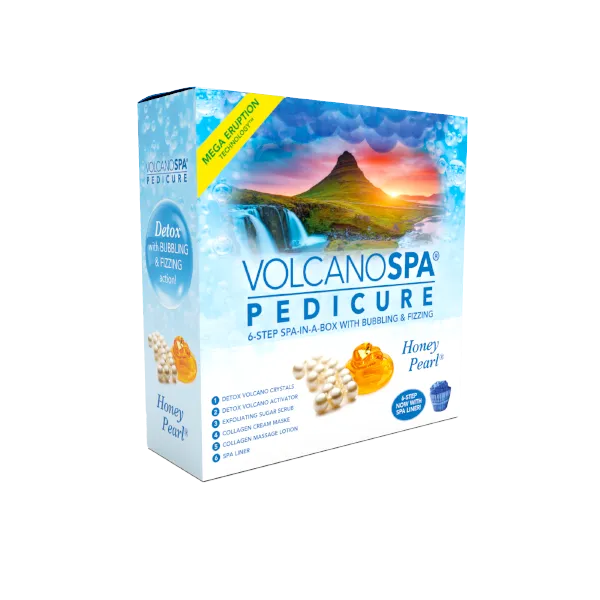 MEGA ERUPTION
TECHNOLOGY™
VOLCANOSPA®
PEDICURE
6-STEP SPA-IN-A-BOX WITH BUBBLING & FIZZING
Honey
Pearl®
1 DETOX VOLCANO CRYSTALS
2 DETOX VOLCANO ACTIVATOR
3 EXFOLIATING SUGAR SCRUB
4 COLLAGEN CREAM MASKE
5 COLLAGEN MASSAGE LOTION
6 SPA LINER
6-STEP
NOW WITH
SPA LINER!
VOLCANOSPA®
PEDICURE
Detox
with BUBBLING
& FIZZING
action!
Honey
Pearl®